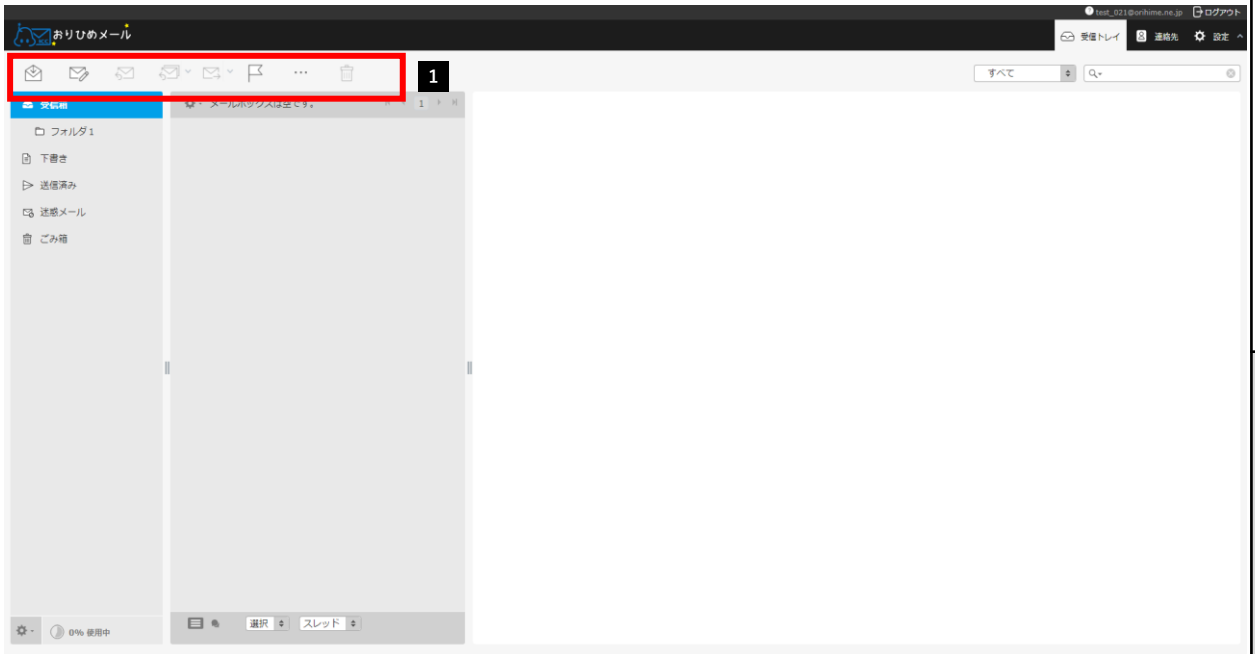 test_021@orihime.ne.jp ログアウト
おりひめメール
受信トレイ 連絡先 設定
1
すべて
受信箱
メールボックスは空です。 1
フォルダ1
下書き
送信済み
迷惑メール
ごみ箱
選択 スレッド
0% 使用中